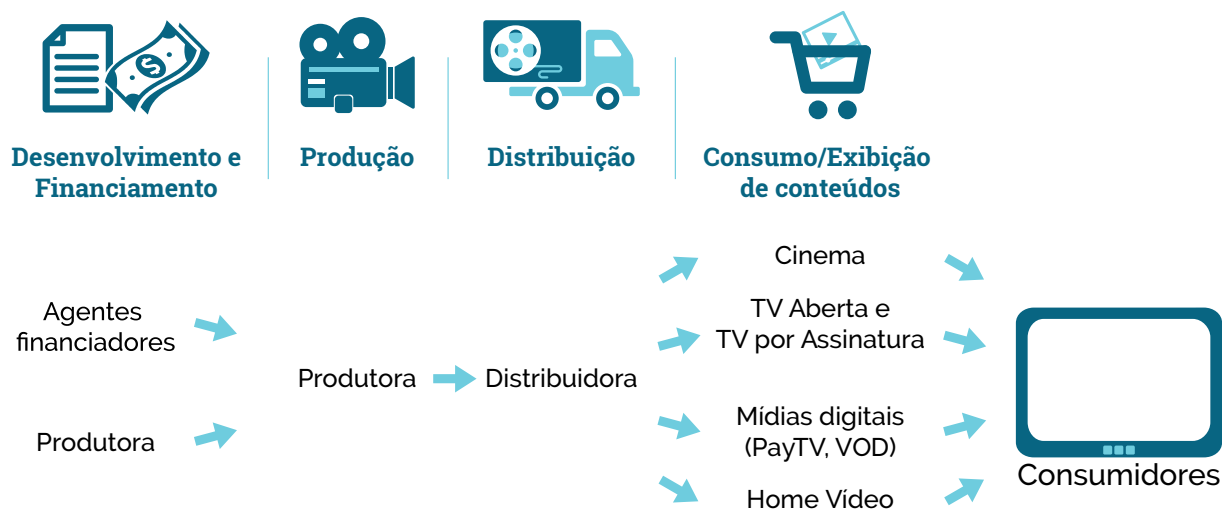 Desenvolvimento e
Financiamento
Produção
Distribuição
Consumo/Exibição
de conteúdos
Agentes
financiadores
Produtora
Produtora
Distribuidora
Cinema
TV Aberta e
TV por Assinatura
Mídias digitais
(PayTV, VOD)
Home Vídeo
Consumidores